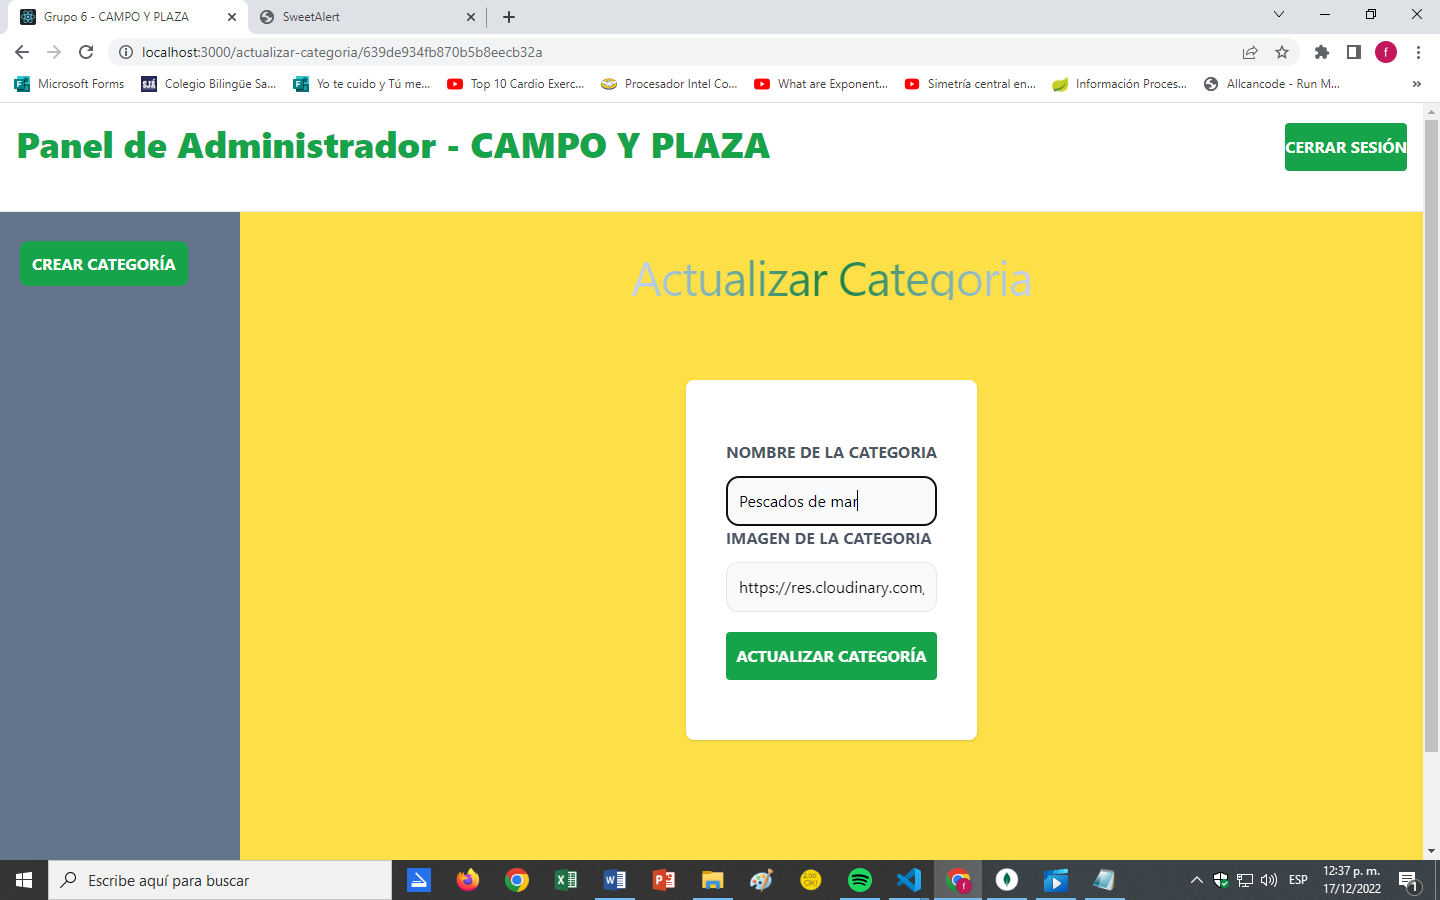 Grupo 6 - CAMPO Y PLAZA
SweetAlert
localhost:3000/actualizar-categoria/639de934fb870b5b8eecb32a
f
Microsoft Forms
Colegio Bilingüe Sa...
Yo te cuido y Tú me...
Top 10 Cardio Exerc...
Procesador Intel Co...
What are Exponent...
Simetría central en...
Información Proces...
Allcancode - Run M...
»
Panel de Administrador - CAMPO Y PLAZA
CERRAR SESIÓN
CREAR CATEGORÍA
Actualizar Categoria
NOMBRE DE LA CATEGORIA
Pescados de mar
IMAGEN DE LA CATEGORIA
https://res.cloudinary.com,
ACTUALIZAR CATEGORÍA
Escribe aquí para buscar
ESP
12:37 p. m.
17/12/2022
1